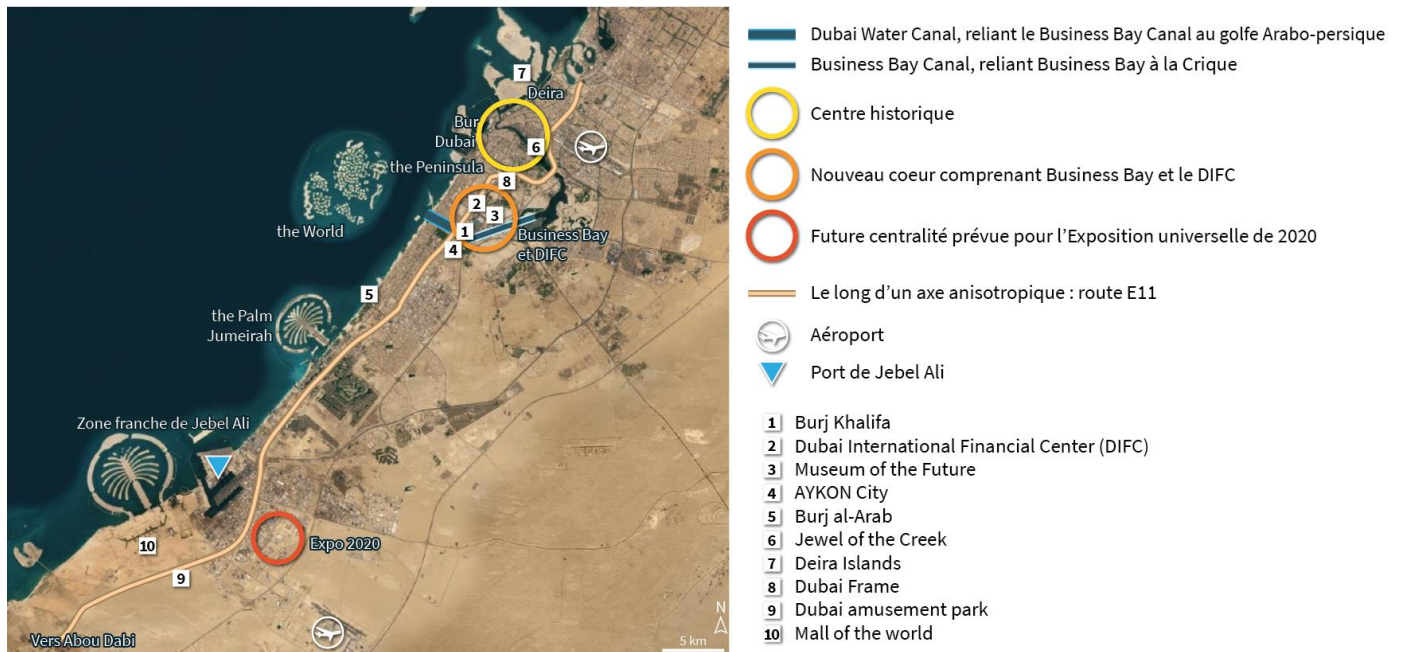 7
Deira
Bur
Dubai
6
the Peninsula
8
2
3
the World
1
Business Bay
et DIFC
4
5
the Palm
Jumeirah
Zone franche de Jebel Ali
10
Expo 2020
9
N
Vers Abou Dabi
5 km
Dubai Water Canal, reliant le Business Bay Canal au golfe Arabo-persique
Business Bay Canal, reliant Business Bay à la Crique
Centre historique
Nouveau coeur comprenant Business Bay et le DIFC
Future centralité prévue pour l’Exposition universelle de 2020
Le long d’un axe anisotropique : route E11
Aéroport
Port de Jebel Ali
1 Burj Khalifa
2 Dubai International Financial Center (DIFC)
3 Museum of the Future
4 AYKON City
5 Burj al-Arab
6 Jewel of the Creek
7 Deira Islands
8 Dubai Frame
9 Dubai amusement park
10 Mall of the world